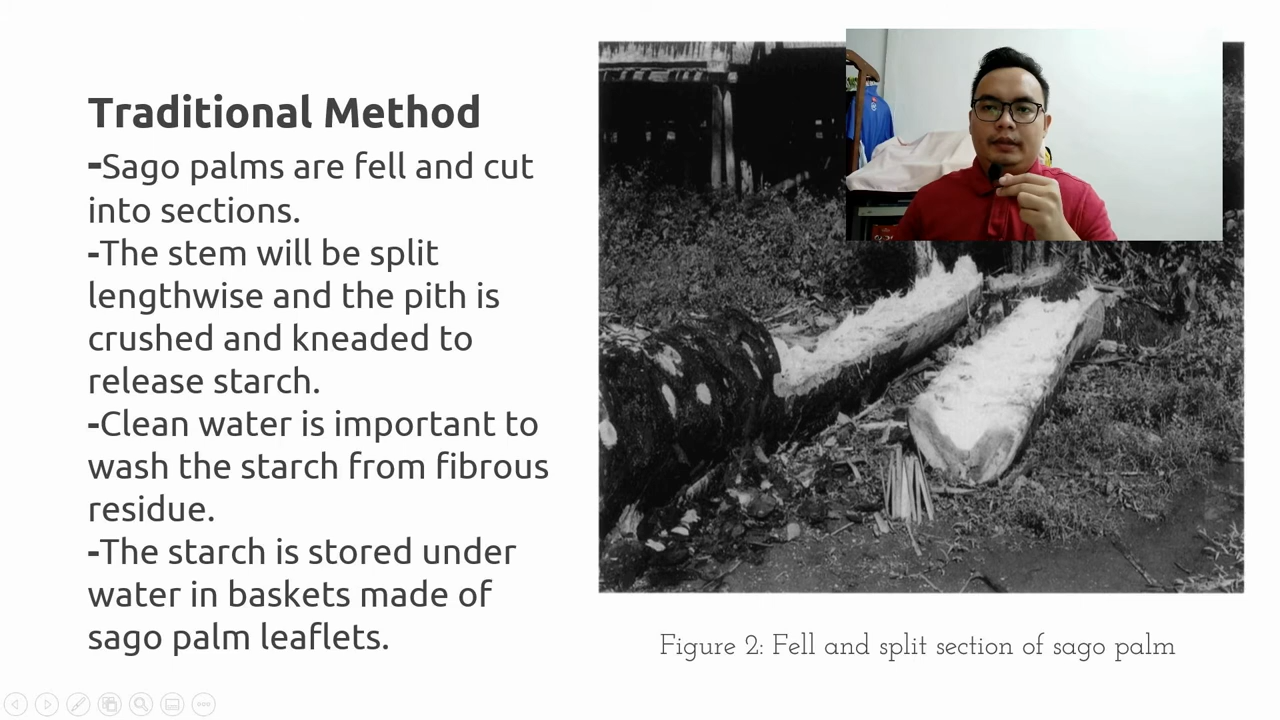 Traditional Method
-Sago palms are fell and cut
into sections.
-The stem will be split
lengthwise and the pith is
crushed and kneaded to
release starch.
-Clean water is important to
wash the starch from fibrous
residue.
-The starch is stored under
water in baskets made of
sago palm leaflets.
Figure 2: Fell and split section of sago palm